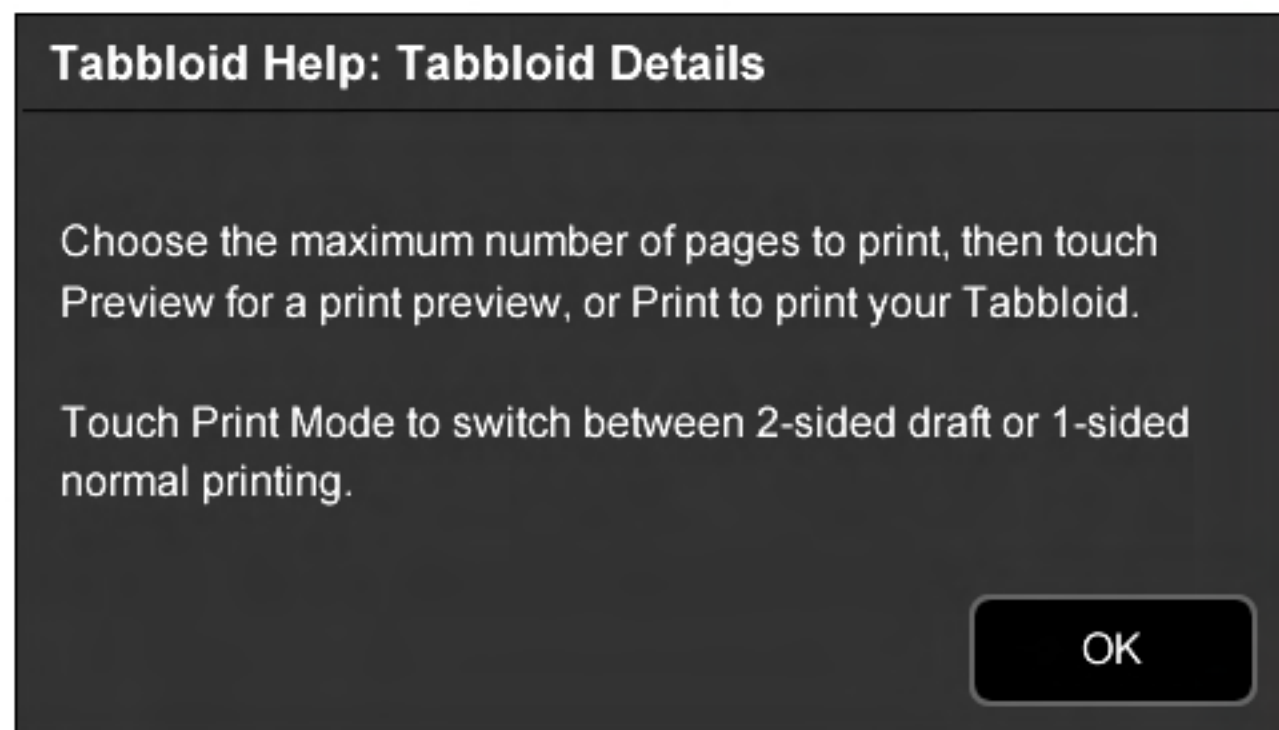 Tabbloid Help: Tabbloid Details
Choose the maximum number of pages to print, then touch
Preview for a print preview, or Print to print your Tabbloid.
Touch Print Mode to switch between 2-sided draft or 1-sided
normal printing.
OK